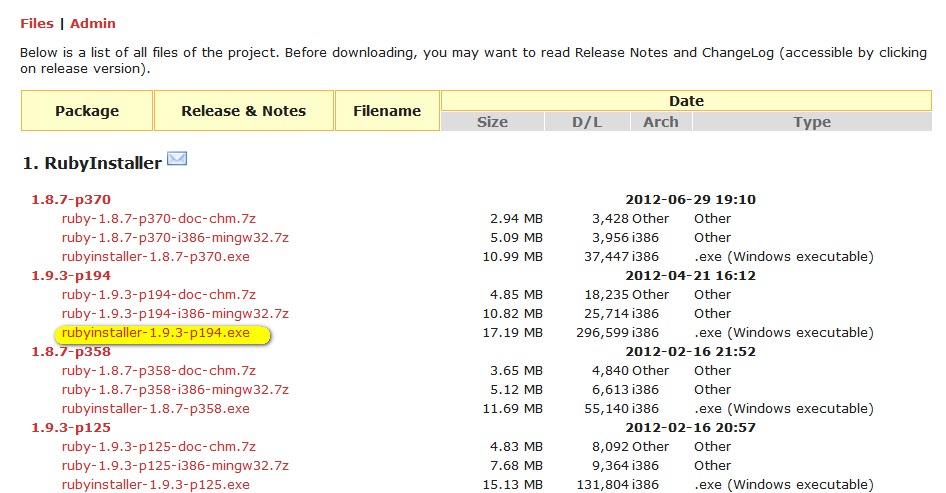 Files | Admin
Below is a list of all files of the project. Before downloading, you may want to read Release Notes and ChangeLog (accessible by clicking
on release version).
Package Release & Notes Filename Date
Size D/L Arch Type
1. RubyInstaller
1.8.7-p370 2012-06-29 19:10
ruby-1.8.7-p370-doc-chm.7z 2.94 MB 3,428 Other Other
ruby-1.8.7-p370-i386-mingw32.7z 5.09 MB 3,956 i386 Other
rubyinstaller-1.8.7-p370.exe 10.99 MB 37,447 i386 .exe (Windows executable)
1.9.3-p194 2012-04-21 16:12
ruby-1.9.3-p194-doc-chm.7z 4.85 MB 18,235 Other Other
ruby-1.9.3-p194-i386-mingw32.7z 10.82 MB 25,714 i386 Other
rubyinstaller-1.9.3-p194.exe 17.19 MB 296,599 i386 .exe (Windows executable)
1.8.7-p358 2012-02-16 21:52
ruby-1.8.7-p358-doc-chm.7z 3.65 MB 4,840 Other Other
ruby-1.8.7-p358-i386-mingw32.7z 5.12 MB 6,613 i386 Other
rubyinstaller-1.8.7-p358.exe 11.69 MB 55,140 i386 .exe (Windows executable)
1.9.3-p125 2012-02-16 20:57
ruby-1.9.3-p125-doc-chm.7z 4.83 MB 8,092 Other Other
ruby-1.9.3-p125-i386-mingw32.7z 7.68 MB 9,364 i386 Other
rubyinstaller-1.9.3-p125.exe 15.13 MB 131,804 i386 .exe (Windows executable)